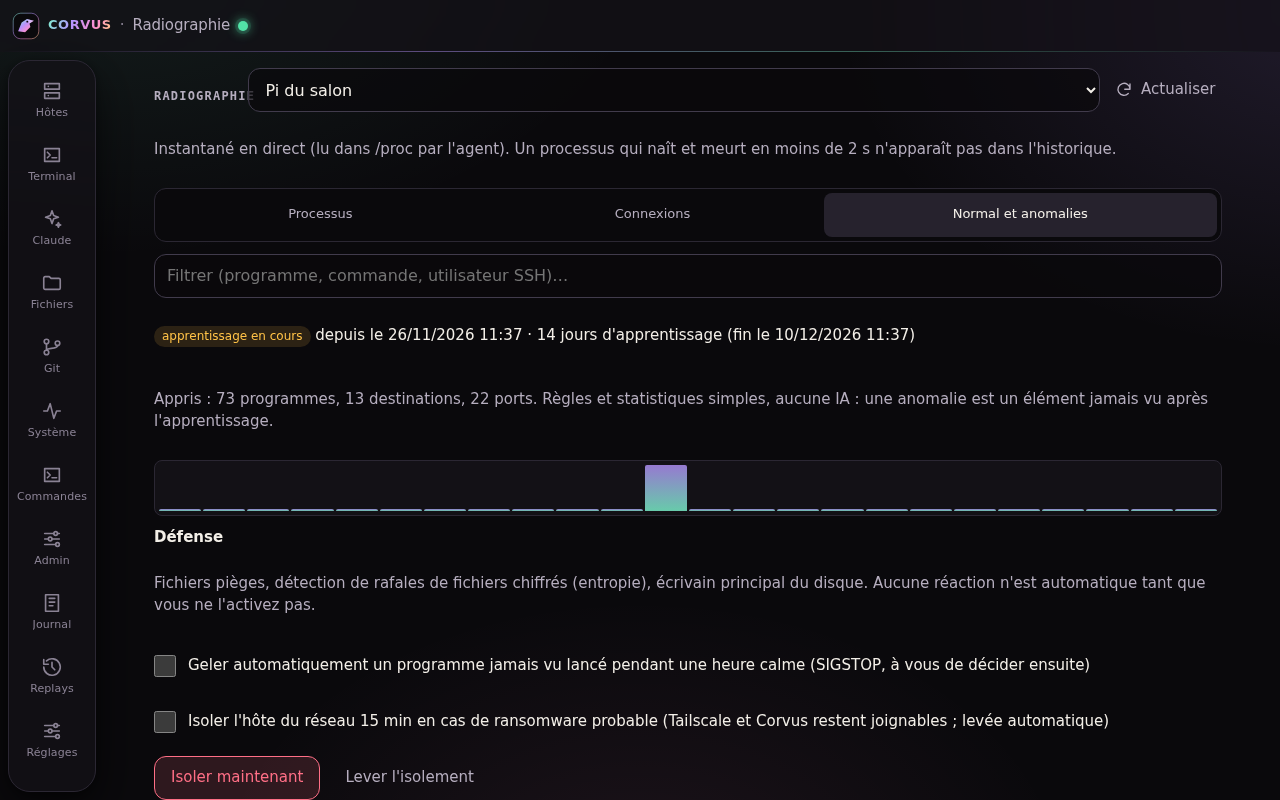 CORVUS · Radiographie
RADIOGRAPHIE
Pi du salon
Actualiser
Hôtes
Terminal
Claude
Fichiers
Git
Système
Commandes
Admin
Journal
Replays
Réglages
Instantané en direct (lu dans /proc par l'agent). Un processus qui naît et meurt en moins de 2 s n'apparaît pas dans l'historique.
Processus
Connexions
Normal et anomalies
Filtrer (programme, commande, utilisateur SSH)…
apprentissage en cours depuis le 26/11/2026 11:37 · 14 jours d'apprentissage (fin le 10/12/2026 11:37)
Appris : 73 programmes, 13 destinations, 22 ports. Règles et statistiques simples, aucune IA : une anomalie est un élément jamais vu après
l'apprentissage.
Défense
Fichiers pièges, détection de rafales de fichiers chiffrés (entropie), écrivain principal du disque. Aucune réaction n'est automatique tant que
vous ne l'activez pas.
Geler automatiquement un programme jamais vu lancé pendant une heure calme (SIGSTOP, à vous de décider ensuite)
Isoler l'hôte du réseau 15 min en cas de ransomware probable (Tailscale et Corvus restent joignables ; levée automatique)
Isoler maintenant
Lever l'isolement